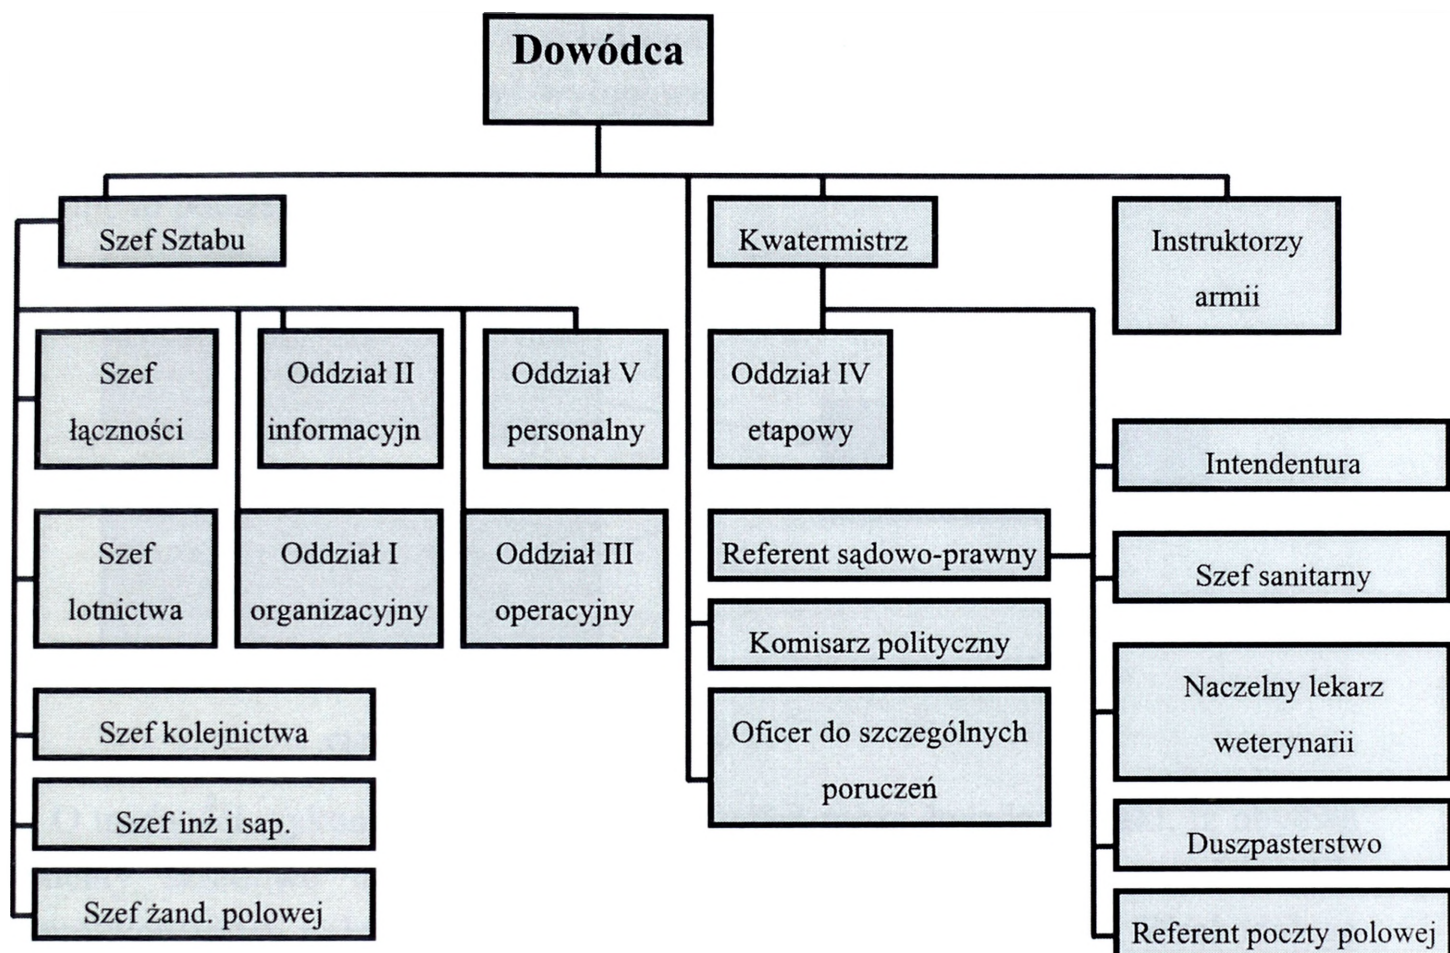 Dowódca
Szef Sztabu
Kwatermistrz
Instruktorzy
armii
Szef
łączności
Oddział II
informacyjn
Oddział V
personalny
Oddział IV
etapowy
Intendentura
Szef
lotnictwa
Oddział I
organizacyjny
Oddział III
operacyjny
Referent sądowo-prawny
Szef sanitarny
Komisarz polityczny
Naczelny lekarz
weterynarii
Szef kolejnictwa
Oficer do szczególnych
poruczeń
Szef inż i sap.
Duszpasterstwo
Szef żand. polowej
Referent poczty polowej